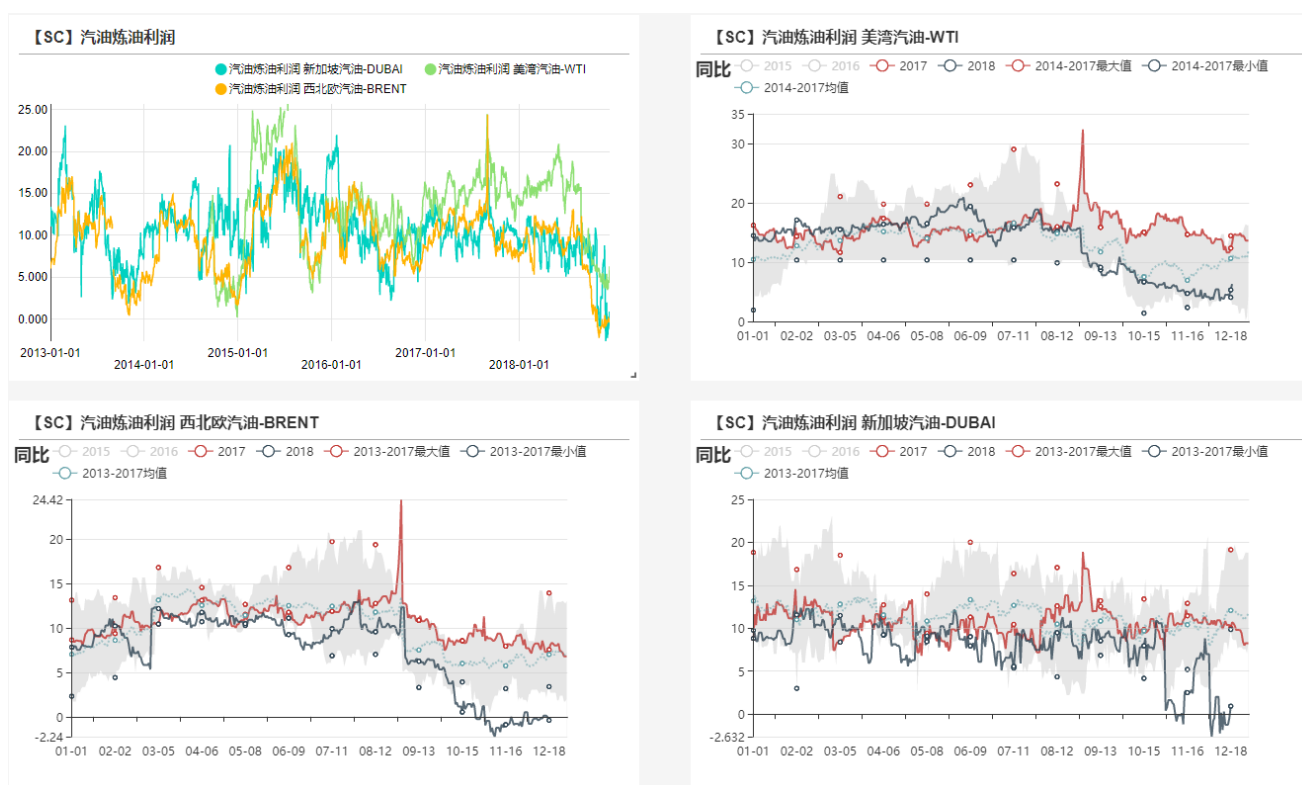 【SC】汽油炼油利润
汽油炼油利润 新加坡汽油-DUBAI 汽油炼油利润 美湾汽油-WTI
汽油炼油利润 西北欧汽油-BRENT
25.00
20.00
15.00
10.00
5.000
0.000
2013-01-01 2015-01-01 2017-01-01
2014-01-01 2016-01-01 2018-01-01
【SC】汽油炼油利润 美湾汽油-WTI
同比 2015 2016 2017 2018 2014-2017最大值 2014-2017最小值
2014-2017均值
35
30
20
10
0
01-01 02-02 03-05 04-06 05-08 06-09 07-11 08-12 09-13 10-15 11-16 12-18
【SC】汽油炼油利润 西北欧汽油-BRENT
同比 2015 2016 2017 2018 2013-2017最大值 2013-2017最小值
2013-2017均值
24.42
20
15
10
5
0
-2.24
01-01 02-02 03-05 04-06 05-08 06-09 07-11 08-12 09-13 10-15 11-16 12-18
【SC】汽油炼油利润 新加坡汽油-DUBAI
同比 2015 2016 2017 2018 2013-2017最大值 2013-2017最小值
2013-2017均值
25
20
15
10
5
0
-2.632
01-01 02-02 03-05 04-06 05-08 06-09 07-11 08-12 09-13 10-15 11-16 12-18